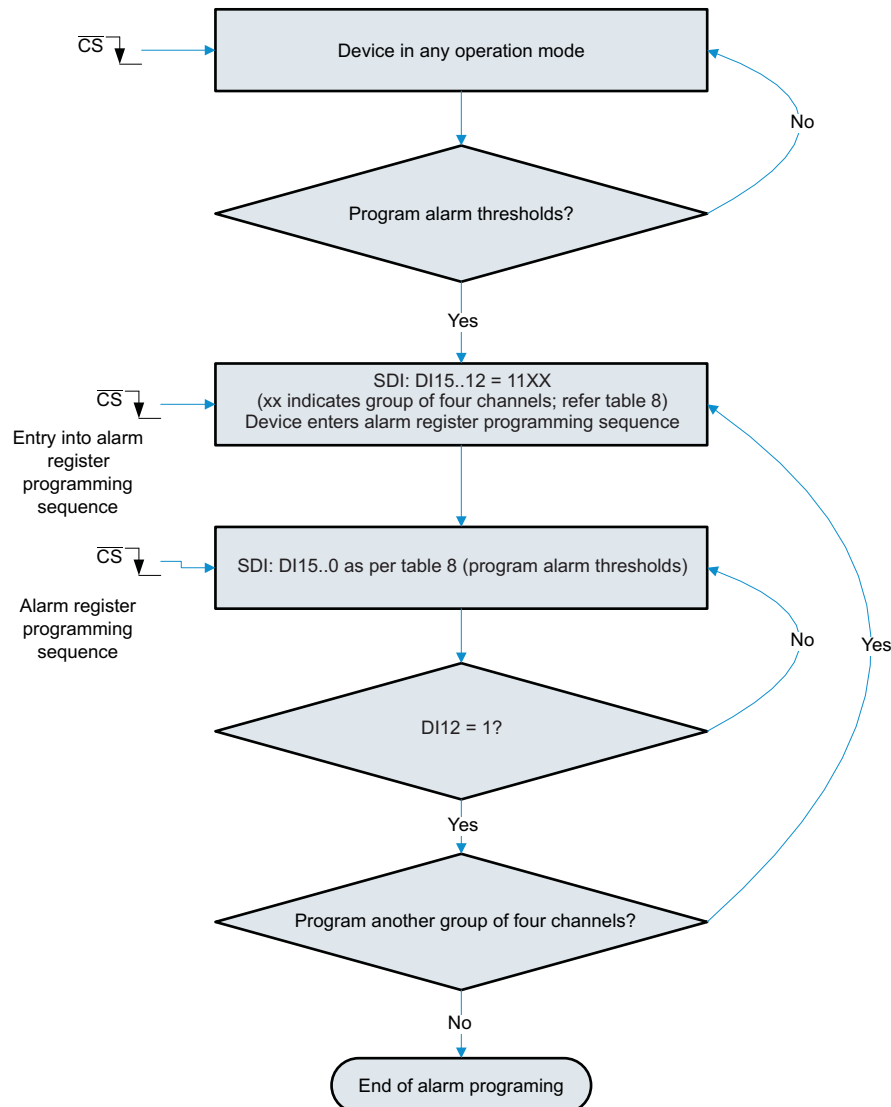 CS
Device in any operation mode
No
Program alarm thresholds?
Yes
CS
SDI: DI15..12 = 11XX
(xx indicates group of four channels; refer table 8)
Device enters alarm register programming sequence
Entry into alarm
register
programming
sequence
CS
SDI: DI15..0 as per table 8 (program alarm thresholds)
Alarm register
programming
sequence
No
Yes
DI12 = 1?
Yes
Program another group of four channels?
No
End of alarm programing